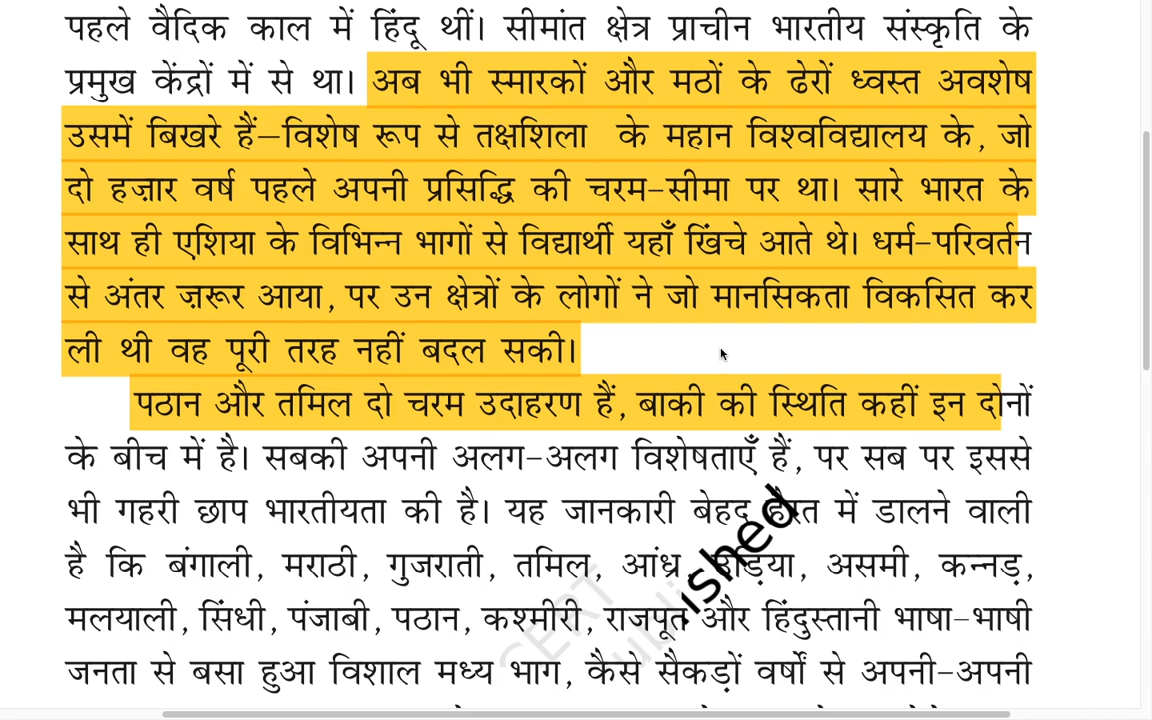 पहले वैदिक काल में हिंदू थीं। सीमांत क्षेत्र प्राचीन भारतीय संस्कृति के
प्रमुख केंद्रों में से था। अब भी स्मारकों और मठों के ढेरों ध्वस्त अवशेष
उसमें बिखरे हैं–विशेष रूप से तक्षशिला के महान विश्वविद्यालय के, जो
दो हज़ार वर्ष पहले अपनी प्रसिद्धि की चरम-सीमा पर था। सारे भारत के
साथ ही एशिया के विभिन्न भागों से विद्यार्थी यहाँ खिंचे आते थे। धर्म-परिवर्तन
से अंतर ज़रूर आया, पर उन क्षेत्रों के लोगों ने जो मानसिकता विकसित कर
ली थी वह पूरी तरह नहीं बदल सकी।
पठान और तमिल दो चरम उदाहरण हैं, बाकी की स्थिति कहीं इन दोनों
के बीच में है। सबकी अपनी अलग-अलग विशेषताएँ हैं, पर सब पर इससे
भी गहरी छाप भारतीयता की है। यह जानकारी बेहद हैरत में डालने वाली
है कि बंगाली, मराठी, गुजराती, तमिल, आंध्र, उड़िया, असमी, कन्नड़,
मलयाली, सिंधी, पंजाबी, पठान, कश्मीरी, राजपूत और हिंदुस्तानी भाषा-भाषी
जनता से बसा हुआ विशाल मध्य भाग, कैसे सैकड़ों वर्षों से अपनी-अपनी